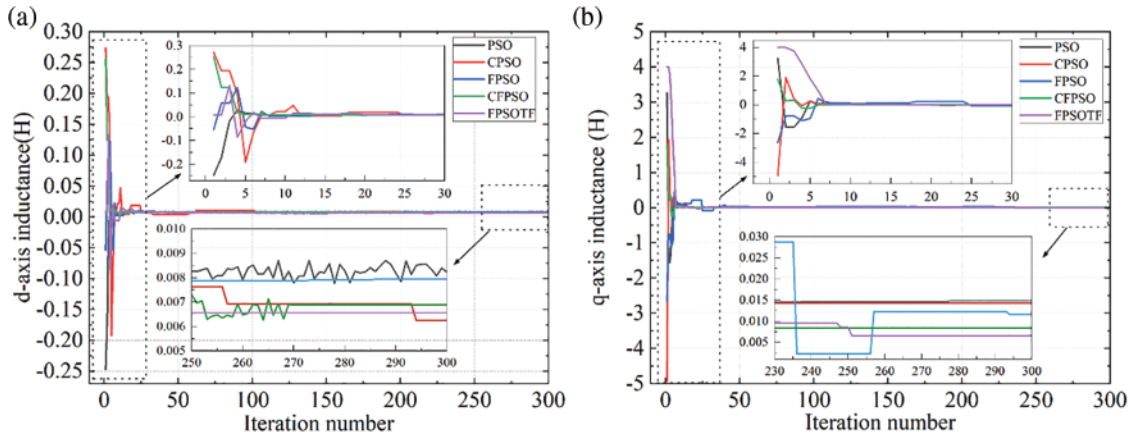 (a)
0.30
0.25
0.20
0.15
0.10
0.05
0.00
-0.05
-0.10
-0.15
-0.20
-0.25
d-axis inductance(H)
0 50 100 150 200 250 300
Iteration number
PSO
CPSO
FPSO
CFPSO
FPSOTF
0.3
0.2
0.1
0.0
-0.1
-0.2
0 5 10 15 20 25 30
0.010
0.009
0.008
0.007
0.006
0.005
250 260 270 280 290 300
(b)
5
4
3
2
1
0
-1
-2
-3
-4
-5
q-axis inductance (H)
0 50 100 150 200 250 300
Iteration number
PSO
CPSO
FPSO
CFPSO
FPSOTF
4
2
0
-2
-4
0 5 10 15 20 25 30
0.030
0.025
0.020
0.015
0.010
0.005
230 240 250 260 270 280 290 300